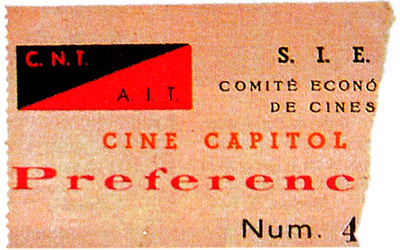 C. N. T.
A. I. T.
S. I. E.
COMITÉ ECONÓ
DE CINES
CINE CAPITOL
Preferenc
Num. 4